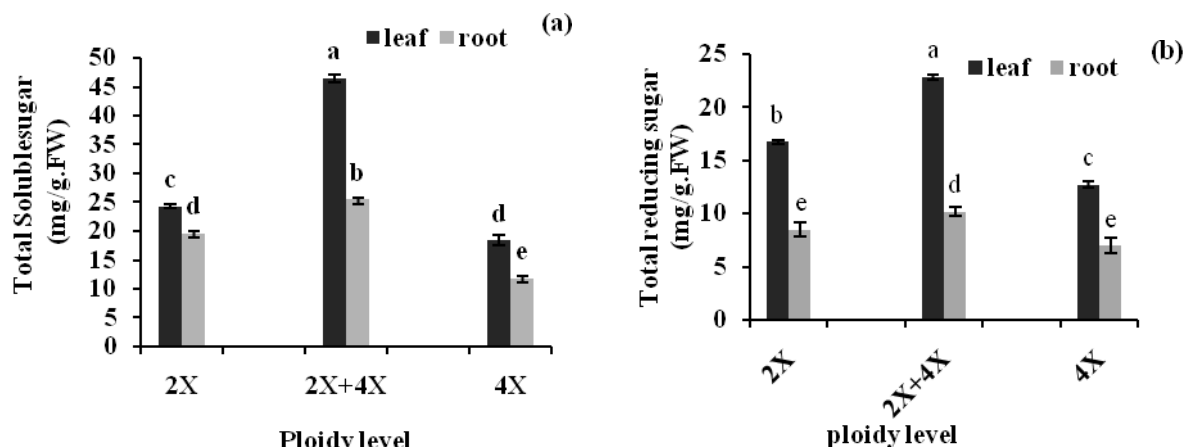 (a)
leaf root
Total Solublesugar
(mg/g.FW)
50
45
40
35
30
25
20
15
10
5
0
c
d
a
b
d
e
2X
2X+4X
4X
Ploidy level
(b)
leaf root
Total reducing sugar
(mg/g.FW)
25
20
15
10
5
0
b
e
a
d
c
e
2X
2X+4X
4X
ploidy level